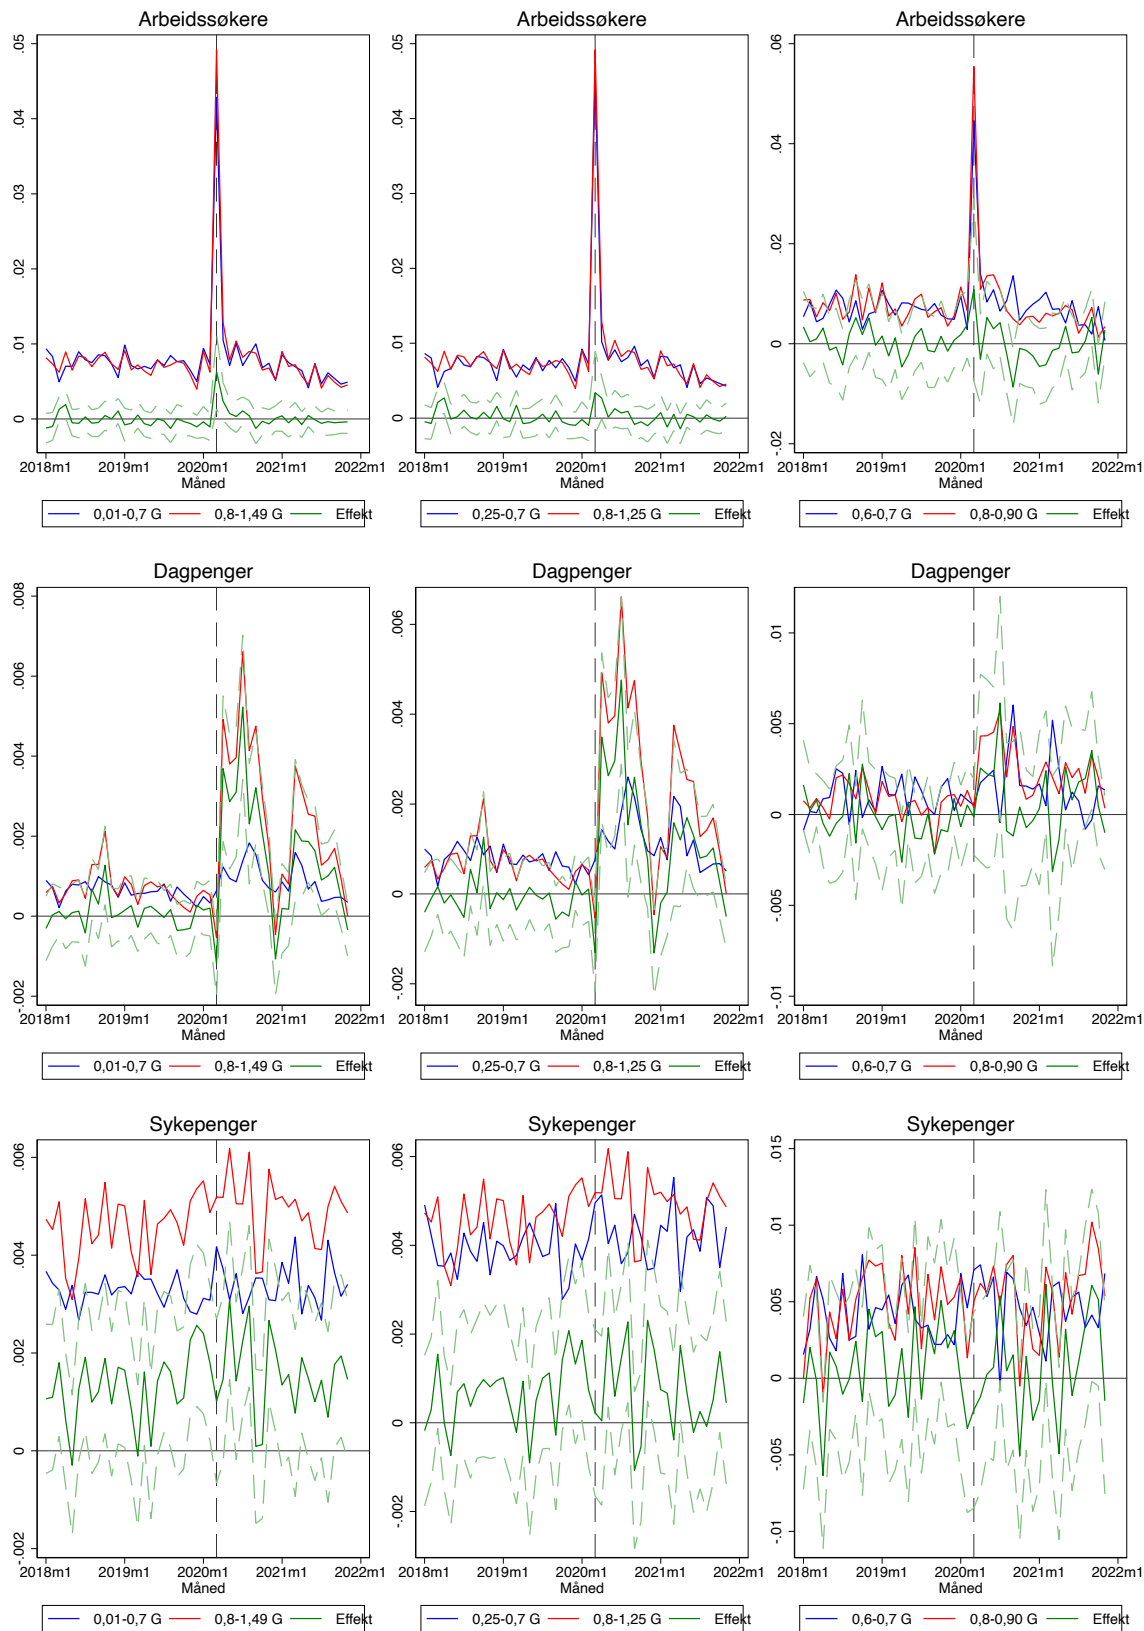 Arbeidssøkere Arbeidssøkere Arbeidssøkere
.05 .05 .06
.04 .04 .04
.03 .03
.02 .02 .02
.01 .01
0 0 0
-.02
2018m1 2019m1 2020m1 2021m1 2022m1 2018m1 2019m1 2020m1 2021m1 2022m1 2018m1 2019m1 2020m1 2021m1 2022m1
Måned Måned Måned
0,01-0,7 G 0,8-1,49 G Effekt 0,25-0,7 G 0,8-1,25 G Effekt 0,6-0,7 G 0,8-0,90 G Effekt
Dagpenger Dagpenger Dagpenger
.008
.006 .006 .01
.004 .004 .005
.002 .002
0 0 0
-.005
-.002 -.002 -.01
2018m1 2019m1 2020m1 2021m1 2022m1 2018m1 2019m1 2020m1 2021m1 2022m1 2018m1 2019m1 2020m1 2021m1 2022m1
Måned Måned Måned
0,01-0,7 G 0,8-1,49 G Effekt 0,25-0,7 G 0,8-1,25 G Effekt 0,6-0,7 G 0,8-0,90 G Effekt
Sykepenger Sykepenger Sykepenger
.006 .006 .015
.004 .004 .01
.002 .002 .005
0 0 0
-.005
-.002 -.002 -.01
2018m1 2019m1 2020m1 2021m1 2022m1 2018m1 2019m1 2020m1 2021m1 2022m1 2018m1 2019m1 2020m1 2021m1 2022m1
Måned Måned Måned
0,01-0,7 G 0,8-1,49 G Effekt 0,25-0,7 G 0,8-1,25 G Effekt 0,6-0,7 G 0,8-0,90 G Effekt